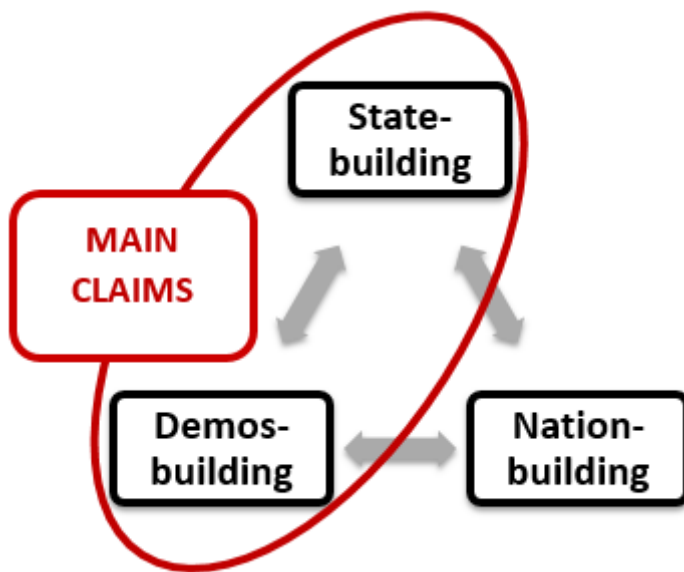 State-
building
MAIN
CLAIMS
Demos-
building
Nation-
building